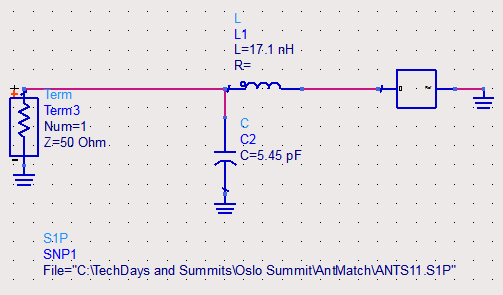 L
L1
L=17.1 nH
R=
Term
Term3
Num=1
Z=50 Ohm
C
C2
C=5.45 pF
S1P
SNP1
File="C:\TechDays and Summits\Oslo Summit\AntMatch\ANTS11.S1P"